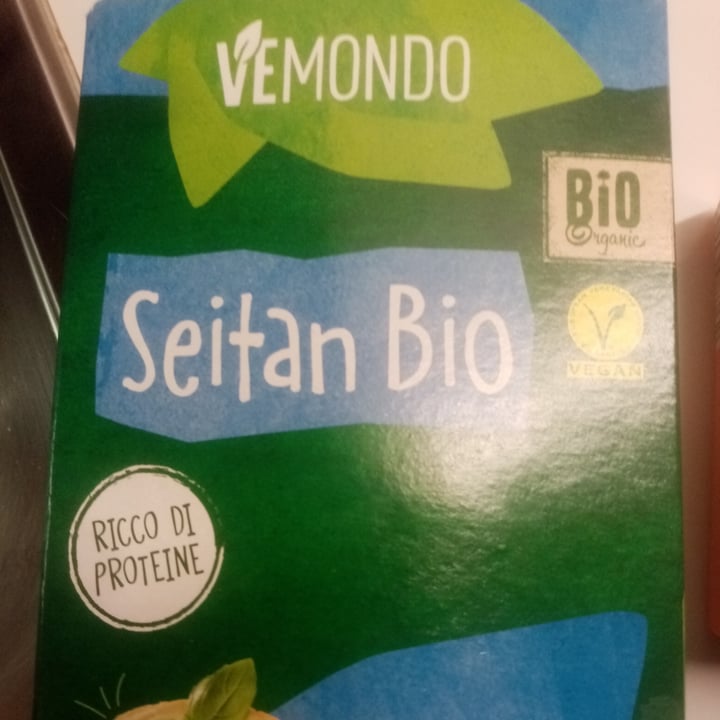 VEMONDO
BiO
Organic
Seitan Bio
VEGAN
RICCO DI
PROTEINE